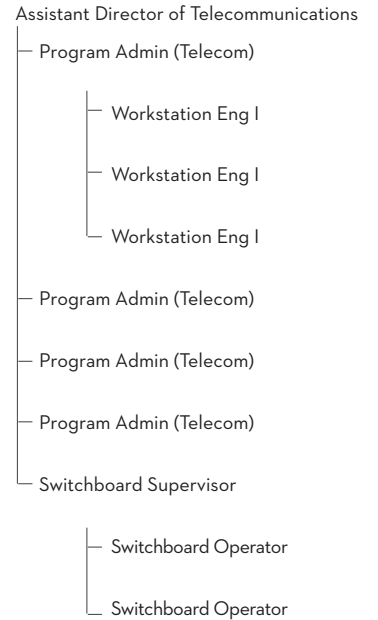 Assistant Director of Telecommunications
Program Admin (Telecom)
Workstation Eng I
Workstation Eng I
Workstation Eng I
Program Admin (Telecom)
Program Admin (Telecom)
Program Admin (Telecom)
Switchboard Supervisor
Switchboard Operator
Switchboard Operator